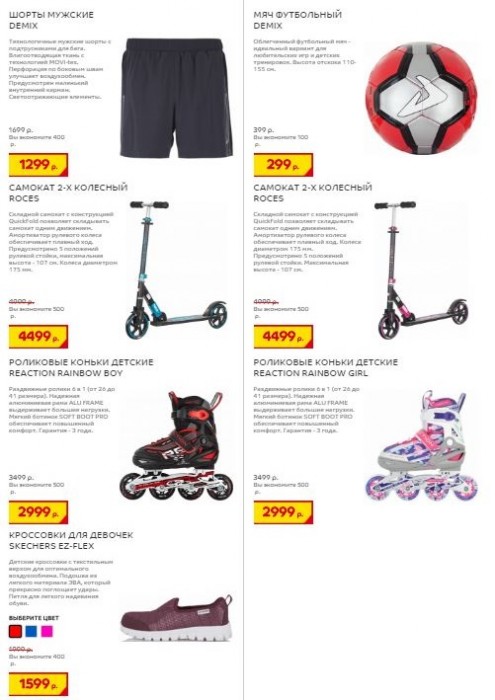 ШОРТЫ МУЖСКИЕ
DEMIX
Технологичные мужские шорты с
подтрусниками для бега.
Влагоотводящая ткань с
технологией MOVI-tex.
Перфорация по боковым швам
улучшает воздухообмен.
Предусмотрен маленький
внутренний карман.
Светоотражающие элементы.
1699 р.
Вы экономите 400
р.
1299 р.
МЯЧ ФУТБОЛЬНЫЙ
DEMIX
Облегченный футбольный мяч -
идеальный вариант для
любительских игр и детских
тренировок. Высота отскока 110-
155 см.
399 р.
Вы экономите 100
р.
299 р.
САМОКАТ 2-Х КОЛЕСНЫЙ
ROCES
Складной самокат с конструкцией
QuickFold позволяет складывать
самокат одним движением.
Амортизатор рулевого колеса
обеспечивает плавный ход.
Предусмотрено 5 положений
рулевой стойки, максимальная
высота - 107 см. Колеса диаметром
175 мм.
4999 р.
Вы экономите 500
р.
4499 р.
САМОКАТ 2-Х КОЛЕСНЫЙ
ROCES
Складной самокат с конструкцией
QuickFold позволяет складывать
самокат одним движением.
Амортизатор рулевого колеса
обеспечивает плавный ход. Колеса
диаметром 175 мм.
Предусмотрено 5 положений
рулевой стойки. Максимальная
высота - 107 см.
4999 р.
Вы экономите 500
р.
4499 р.
РОЛИКОВЫЕ КОНЬКИ ДЕТСКИЕ
REACTION RAINBOW BOY
Раздвижные ролики 6 в 1 (от 26 до
41 размера). Надежная
алюминиевая рама ALU FRAME
выдерживает большие нагрузки.
Мягкий ботинок SOFT BOOT PRO
обеспечивает повышенный
комфорт. Гарантия - 3 года.
3499 р.
Вы экономите 500
р.
2999 р.
РОЛИКОВЫЕ КОНЬКИ ДЕТСКИЕ
REACTION RAINBOW GIRL
Раздвижные ролики 6 в 1 (от 26 до
41 размера). Надежная
алюминиевая рама ALU FRAME
выдерживает большие нагрузки.
Мягкий ботинок SOFT BOOT PRO
обеспечивает повышенный
комфорт. Гарантия - 3 года.
3499 р.
Вы экономите 500
р.
2999 р.
КРОССОВКИ ДЛЯ ДЕВОЧЕК
SKECHERS EZ-FLEX
Детские кроссовки с текстильным
верхом для оптимального
воздухообмена. Подошва из
легкого материала ЭВА, который
прекрасно поглощает удары.
Петля для легкого надевания
обуви.
ВЫБЕРИТЕ ЦВЕТ
1999 р.
Вы экономите 400
р.
1599 р.